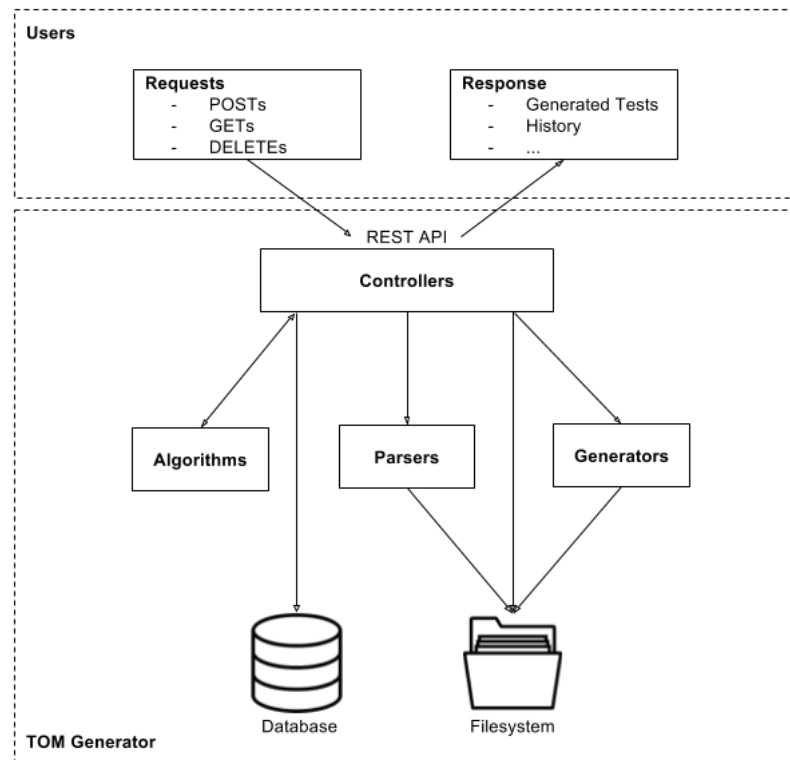 Users
Requests
- POSTs
- GETs
- DELETEs
Response
- Generated Tests
- History
- ...
REST API
Controllers
Algorithms
Parsers
Generators
Database
Filesystem
TOM Generator